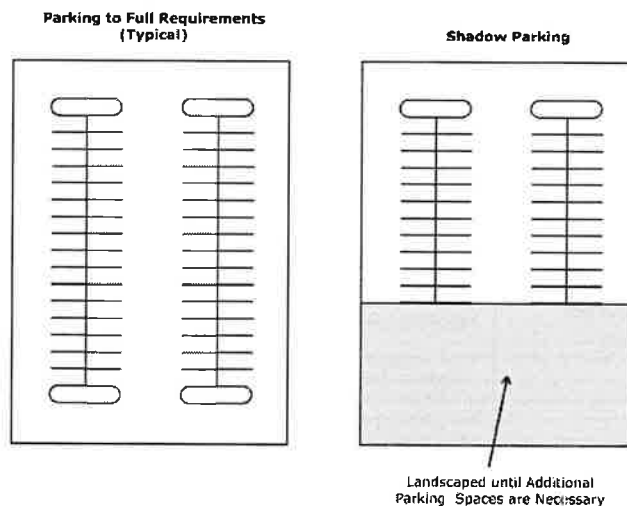 Parking to Full Requirements
(Typical)
Shadow Parking
Landscaped until Additional
Parking Spaces are Necessary